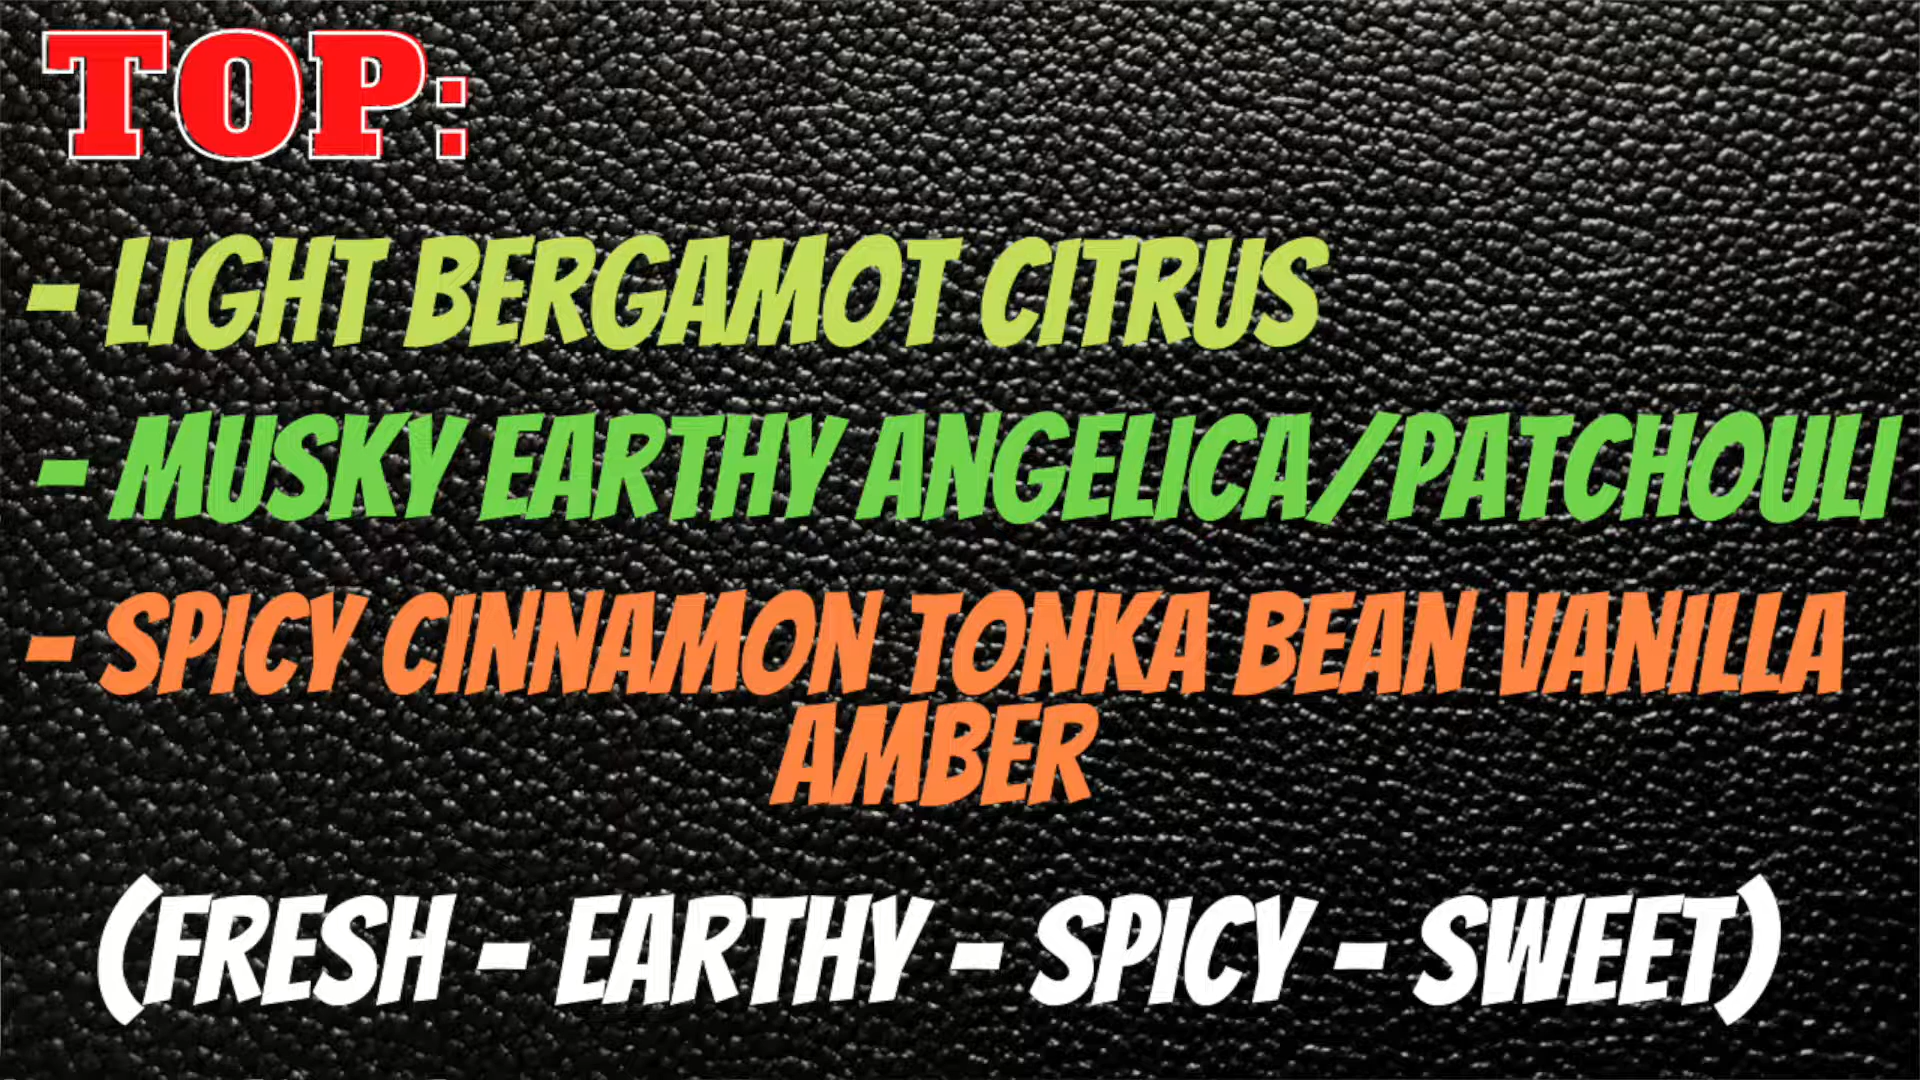 TOP:
- LIGHT BERGAMOT CITRUS
- MUSKY EARTHY ANGELICA/PATCHOULI
- SPICY CINNAMON TONKA BEAN VANILLA
AMBER
(FRESH - EARTHY - SPICY - SWEET)